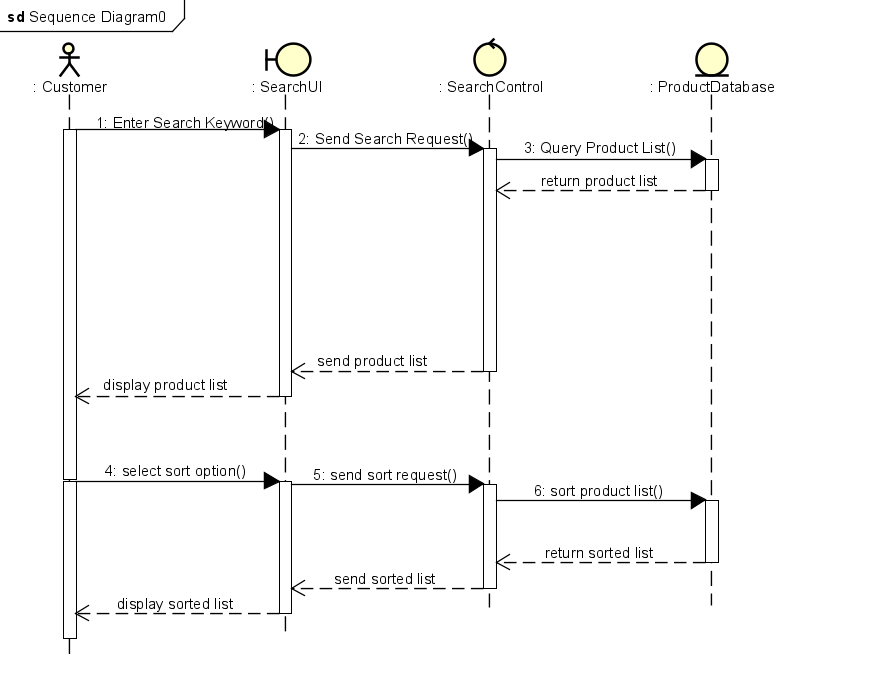 sd Sequence Diagram0
: Customer
: SearchUI
: SearchControl
: ProductDatabase
1: Enter Search Keyword()
2: Send Search Request()
3: Query Product List()
return product list
send product list
display product list
4: select sort option()
5: send sort request()
6: sort product list()
return sorted list
send sorted list
display sorted list